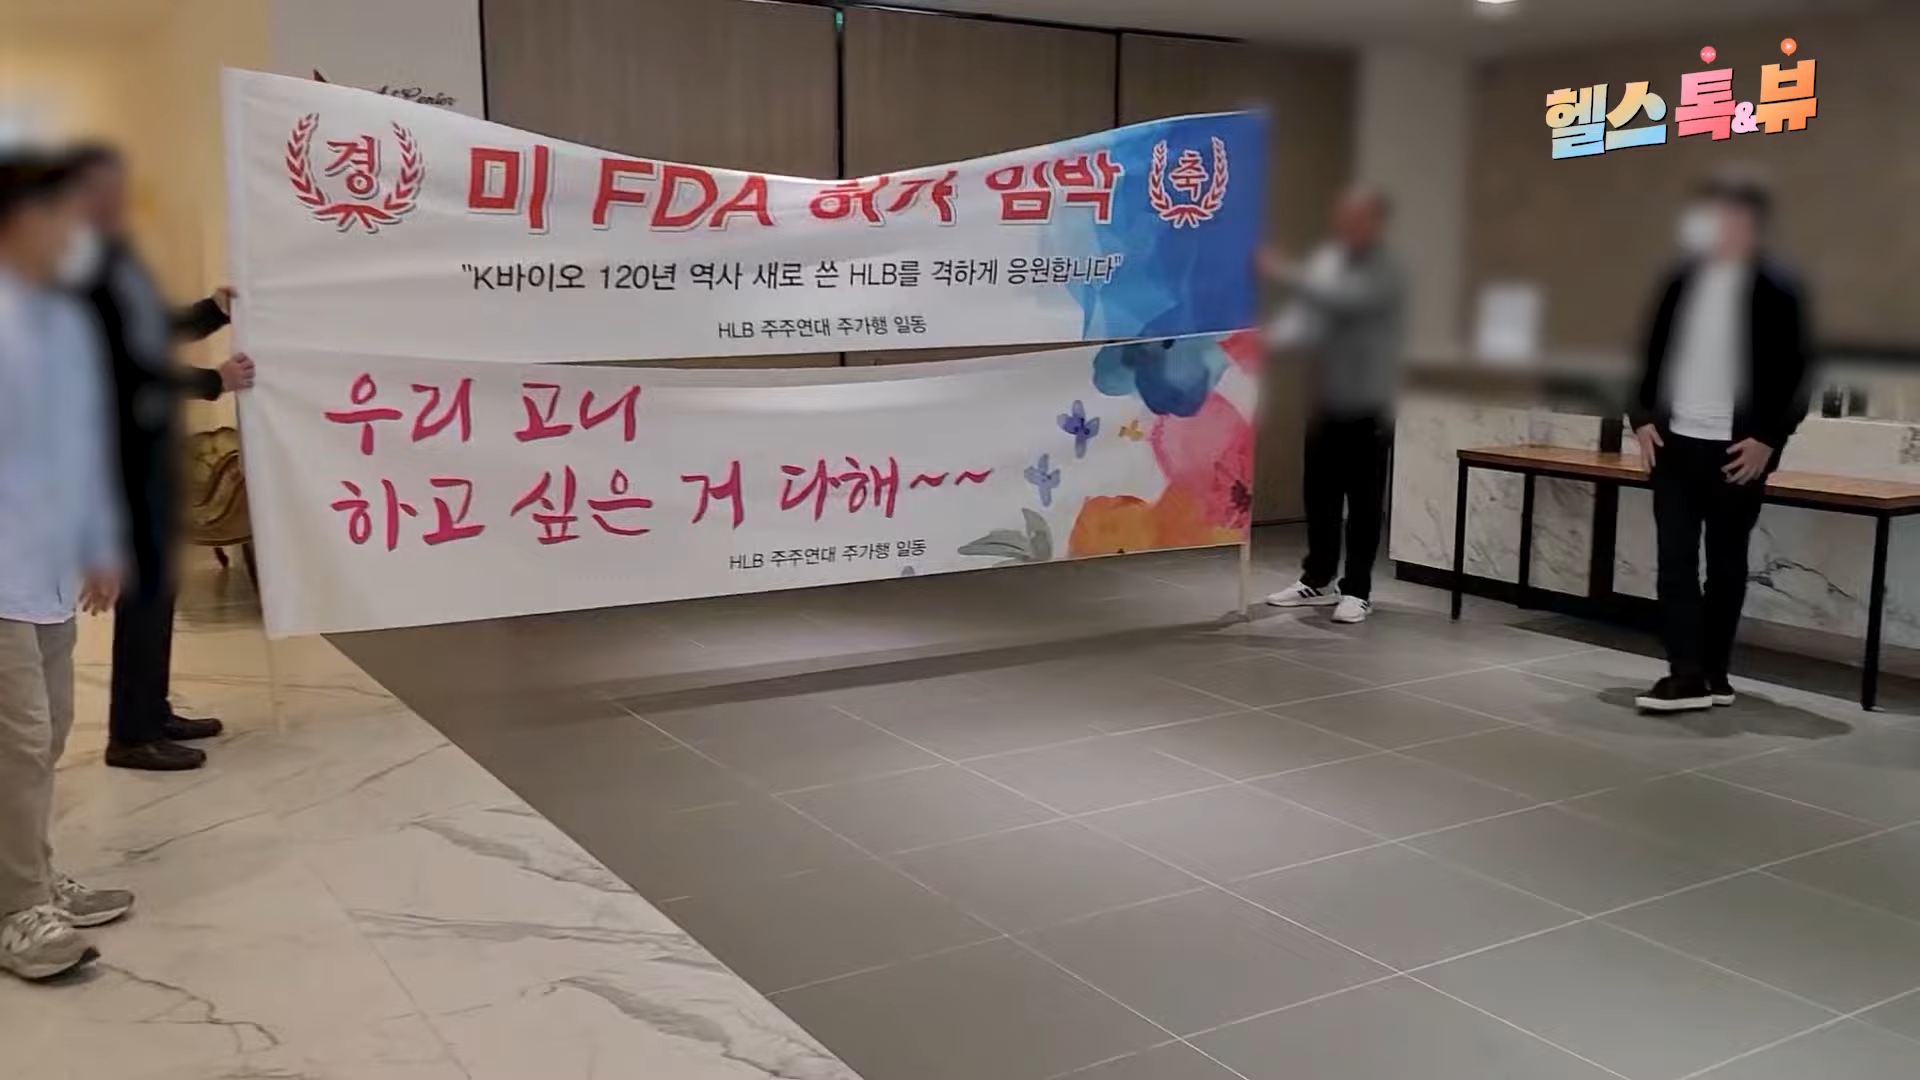 헬스톡&뷰
경 미 FDA 허가 임박 축
"K바이오 120년 역사 새로 쓴 HLB를 격하게 응원합니다"
HLB 주주연대 주가행 일동
우리 고니
하고 싶은 거 다해~~
HLB 주주연대 주가행 일동